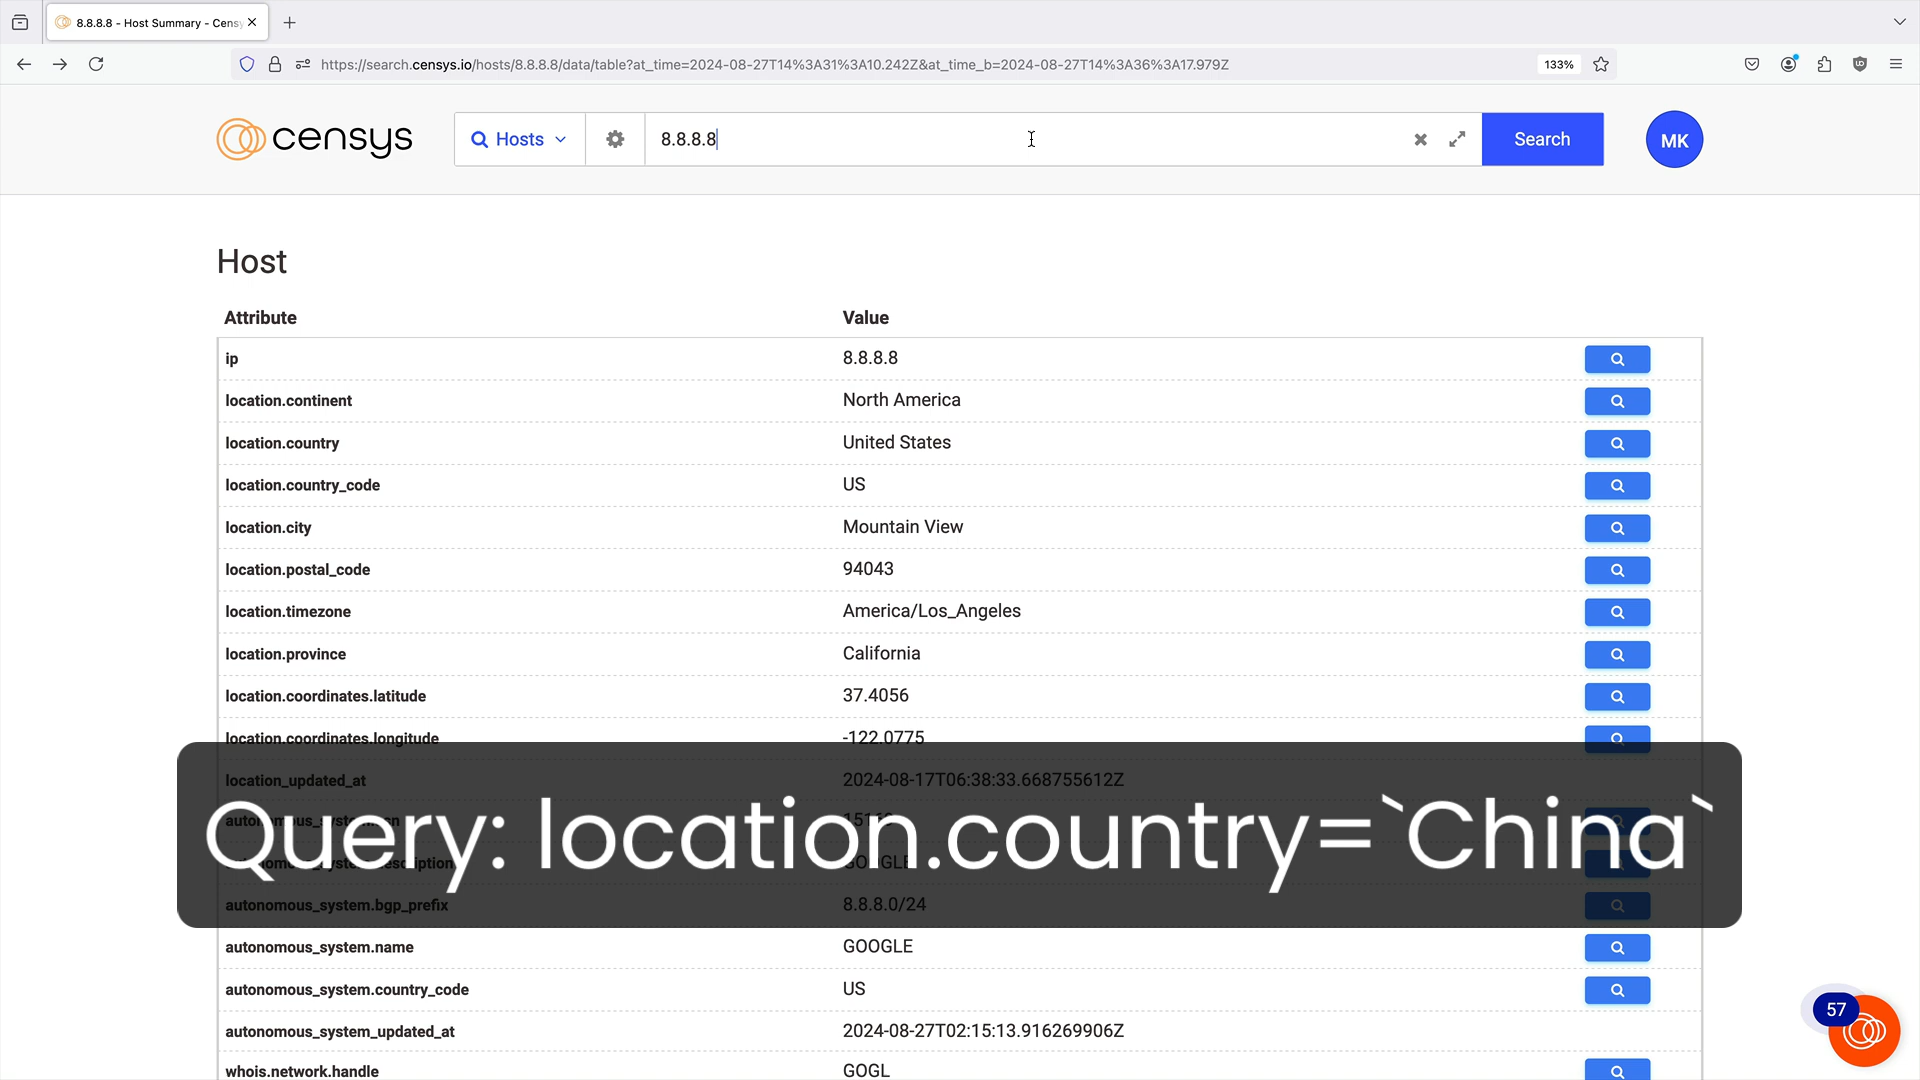 8.8.8.8 - Host Summary - Cens
https://search.censys.io/hosts/8.8.8.8/data/table?at_time=2024-08-27T14%3A31%3A10.242Z&at_time_b=2024-08-27T14%3A36%3A17.979Z
133%
censys
Hosts
8.8.8.8
Search
MK
Host
Attribute Value
ip 8.8.8.8
location.continent North America
location.country United States
location.country_code US
location.city Mountain View
location.postal_code 94043
location.timezone America/Los_Angeles
location.province California
location.coordinates.latitude 37.4056
location.coordinates.longitude -122.0775
location_updated_at 2024-08-17T06:38:33.668755612Z
Query: location.country=`China`
autonomous_system.bgp_prefix 8.8.8.0/24
autonomous_system.name GOOGLE
autonomous_system.country_code US
autonomous_system_updated_at 2024-08-27T02:15:13.916269906Z
whois.network.handle GOGL
57